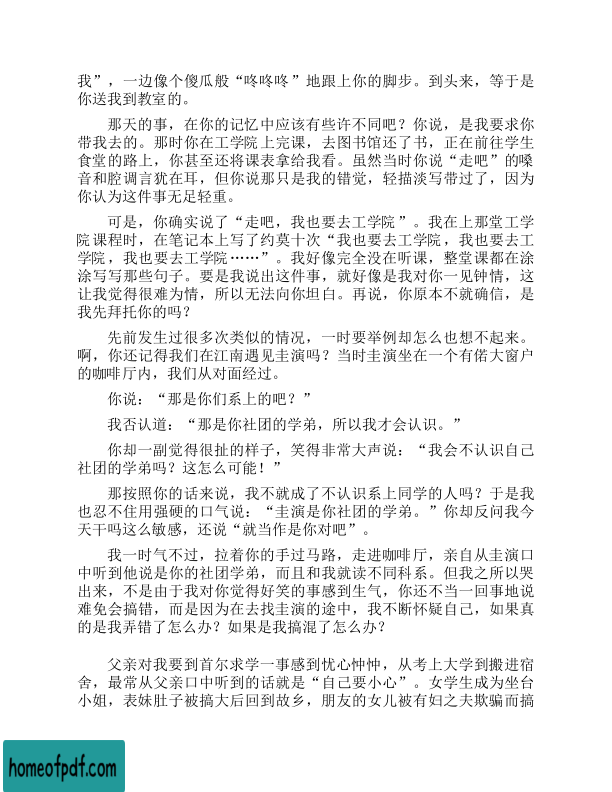 我”，一边像个傻瓜般“咚咚咚”地跟上你的脚步。到头来，等于是
你送我到教室的。
那天的事，在你的记忆中应该有些许不同吧？你说，是我要求你
带我去的。那时你在工学院上完课，去图书馆还了书，正在前往学生
食堂的路上，你甚至还将课表拿给我看。虽然当时你说“走吧”的嗓
音和腔调言犹在耳，但你说那只是我的错觉，轻描淡写带过了，因为
你认为这件事无足轻重。
可是，你确实说了“走吧，我也要去工学院”。我在上那堂工学
院课程时，在笔记本上写了约莫十次“我也要去工学院，我也要去工
学院，我也要去工学院……”。我好像完全没在听课，整堂课都在涂
涂写写那些句子。要是我说出这件事，就好像是我对你一见钟情，这
让我觉得很难为情，所以无法向你坦白。再说，你原本不就确信，是
我先拜托你的吗？
先前发生过很多次类似的情况，一时要举例却怎么也想不起来。
啊，你还记得我们在江南遇见圭演吗？当时圭演坐在一个有偌大窗户
的咖啡厅内，我们从对面经过。
你说：“那是你们系上的吧？”
我否认道：“那是你社团的学弟，所以我才会认识。”
你却一副觉得很扯的样子，笑得非常大声说：“我会不认识自己
社团的学弟吗？这怎么可能！”
那按照你的话来说，我不就成了不认识系上同学的人吗？于是我
也忍不住用强硬的口气说：“圭演是你社团的学弟。”你却反问我今
天干吗这么敏感，还说“就当作是你对吧”。
我一时气不过，拉着你的手过马路，走进咖啡厅，亲自从圭演口
中听到他说是你的社团学弟，而且和我就读不同科系。但我之所以哭
出来，不是由于我对你觉得好笑的事感到生气，你还不当一回事地说
难免会搞错，而是因为在去找圭演的途中，我不断怀疑自己，如果真
的是我弄错了怎么办？如果是我搞混了怎么办？
父亲对我要到首尔求学一事感到忧心忡忡，从考上大学到搬进宿
舍，最常从父亲口中听到的话就是“自己要小心”。女学生成为坐台
小姐，表妹肚子被搞大后回到故乡，朋友的女儿被有妇之夫欺骗而搞
homeofpdf.com